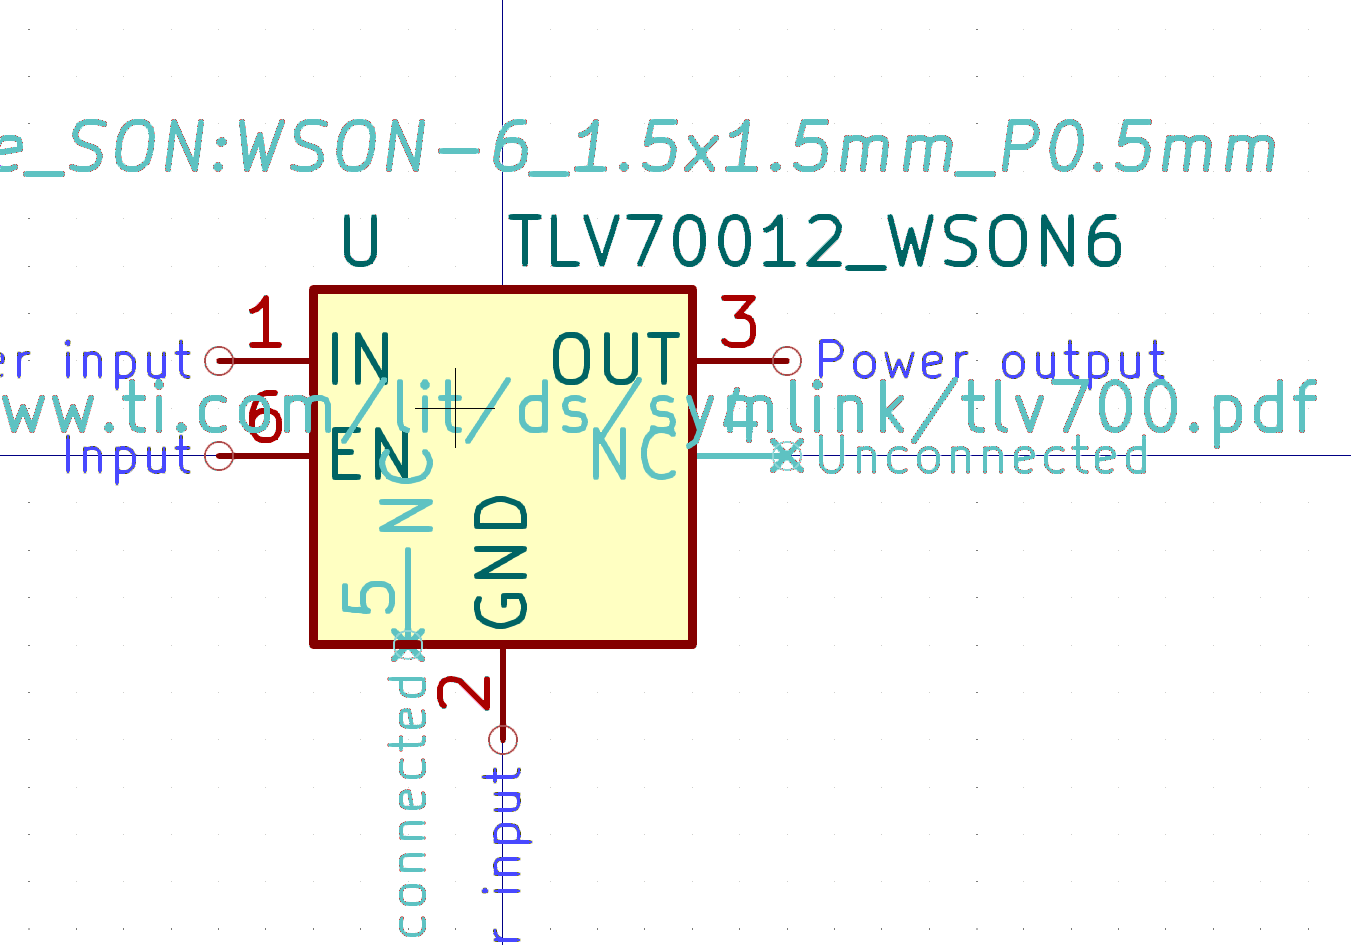 e_SON:WSON-6_1.5x1.5mm_P0.5mm
U TLV70012_WSON6
1 3
er input IN OUT Power output
ww.ti.com/lit/ds/symlink/tlv700.pdf
6 4
Input EN NC Unconnected
NC
GND
5
2
connected
r input